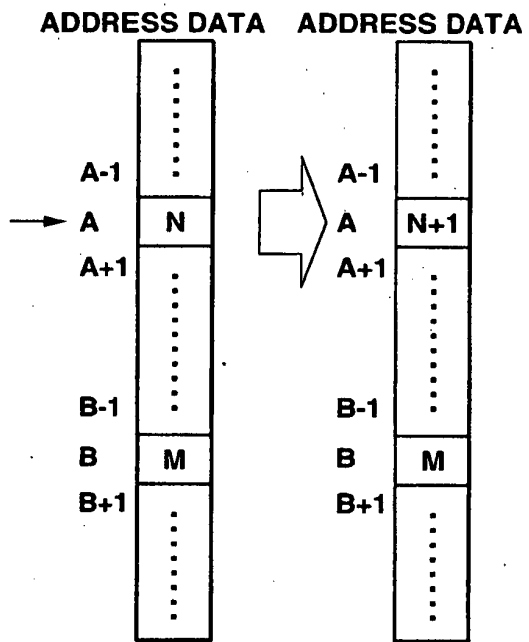 ADDRESS DATA ADDRESS DATA
A-1 A-1
A N A N+1
A+1 A+1
B-1 B-1
B M B M
B+1 B+1